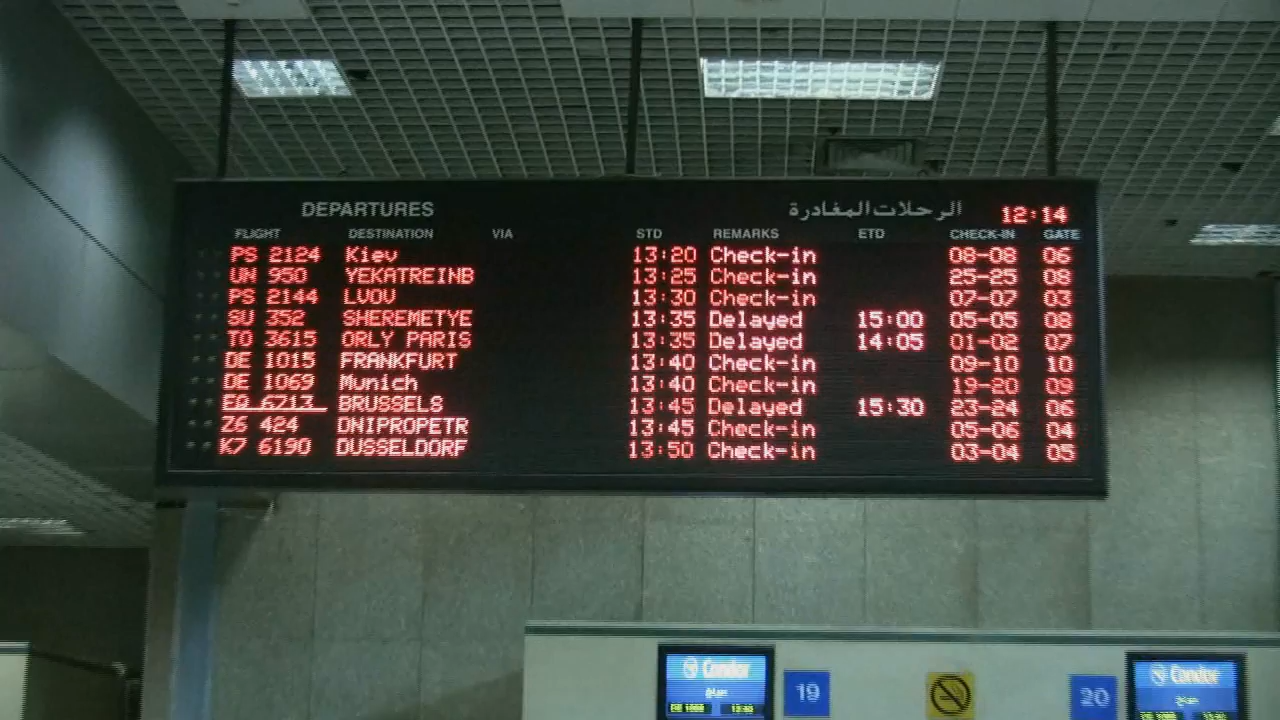 DEPARTURES الرحلات المغادرة 12:14
FLIGHT DESTINATION VIA STD REMARKS ETD CHECK-IN GATE
PS 2124 Kiev 13:20 Check-in 08-08 06
UN 950 YEKATREINB 13:25 Check-in 25-25 08
PS 2144 LVOV 13:30 Check-in 07-07 03
SU 352 SHEREMETYE 13:35 Delayed 15:00 05-05 08
TO 3615 ORLY PARIS 13:35 Delayed 14:05 01-02 07
DE 1015 FRANKFURT 13:40 Check-in 09-10 10
DE 1069 Munich 13:40 Check-in 19-20 09
6713 BRUSSELS 13:45 Delayed 15:30 23-24 06
Z6 424 DNIPROPETR 13:45 Check-in 05-06 04
K7 6190 DUSSELDORF 13:50 Check-in 03-04 05
Condor 19 20 Condor